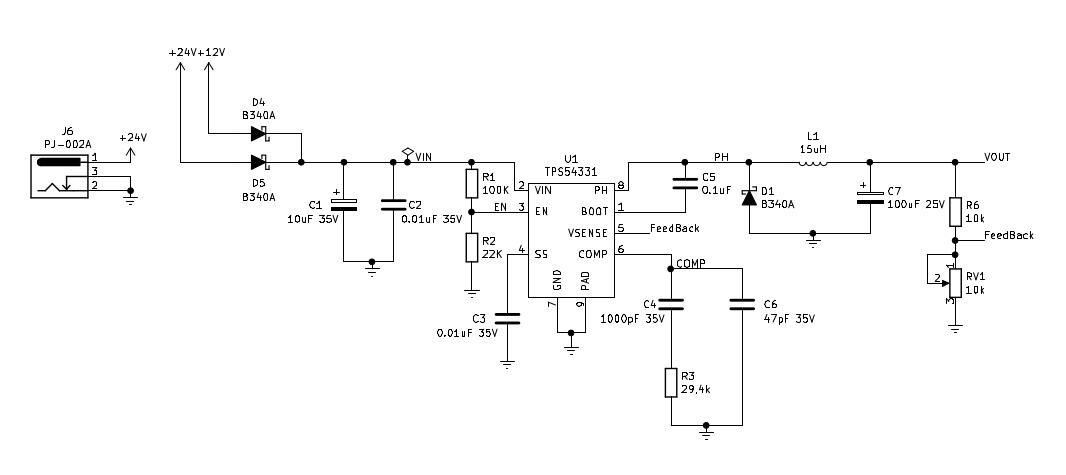 +24V +12V
D4
B340A
J6
PJ-002A
+24V
1
3
2
D5
B340A
VIN
C1
10uF 35V
+
C2
0.01uF 35V
R1
100K
EN
R2
22K
U1
TPS54331
2 VIN
3 EN
4 SS
PH 8
BOOT 1
VSENSE 5
COMP 6
GND 7
PAD 9
C3
0.01uF 35V
FeedBack
COMP
C4
1000pF 35V
C6
47pF 35V
R3
29,4k
C5
0.1uF
PH
D1
B340A
L1
15uH
+
C7
100uF 25V
VOUT
R6
10k
FeedBack
1
2
3
RV1
10k